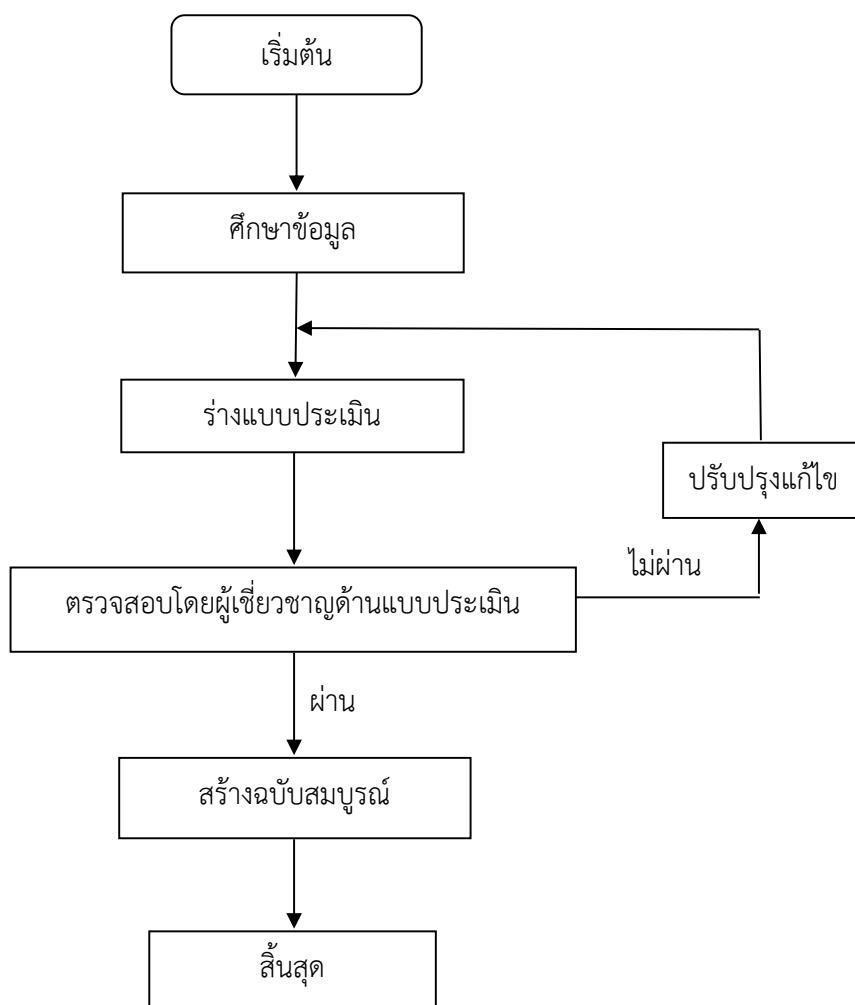 เริ่มต้น
ศึกษาข้อมูล
ร่างแบบประเมิน
ปรับปรุงแก้ไข
ไม่ผ่าน
ตรวจสอบโดยผู้เชี่ยวชาญด้านแบบประเมิน
ผ่าน
สร้างฉบับสมบูรณ์
สิ้นสุด